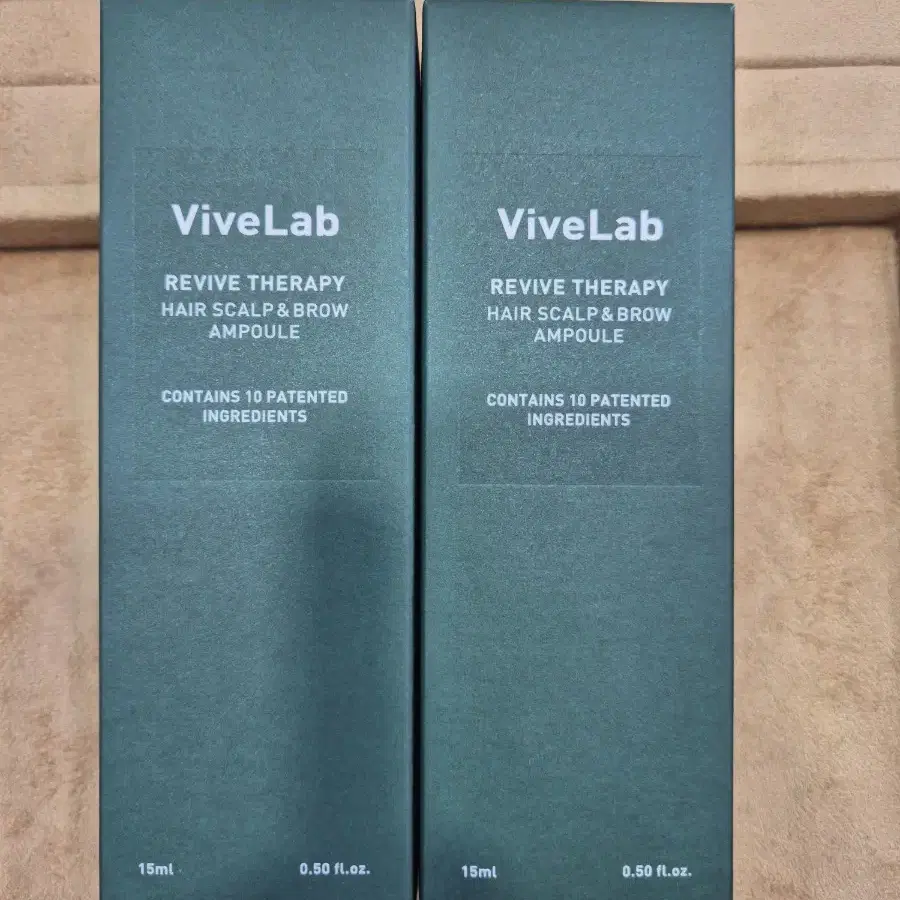 ViveLab
REVIVE THERAPY
HAIR SCALP & BROW
AMPOULE
CONTAINS 10 PATENTED
INGREDIENTS
15ml 0.50 fl.oz.
ViveLab
REVIVE THERAPY
HAIR SCALP & BROW
AMPOULE
CONTAINS 10 PATENTED
INGREDIENTS
15ml 0.50 fl.oz.